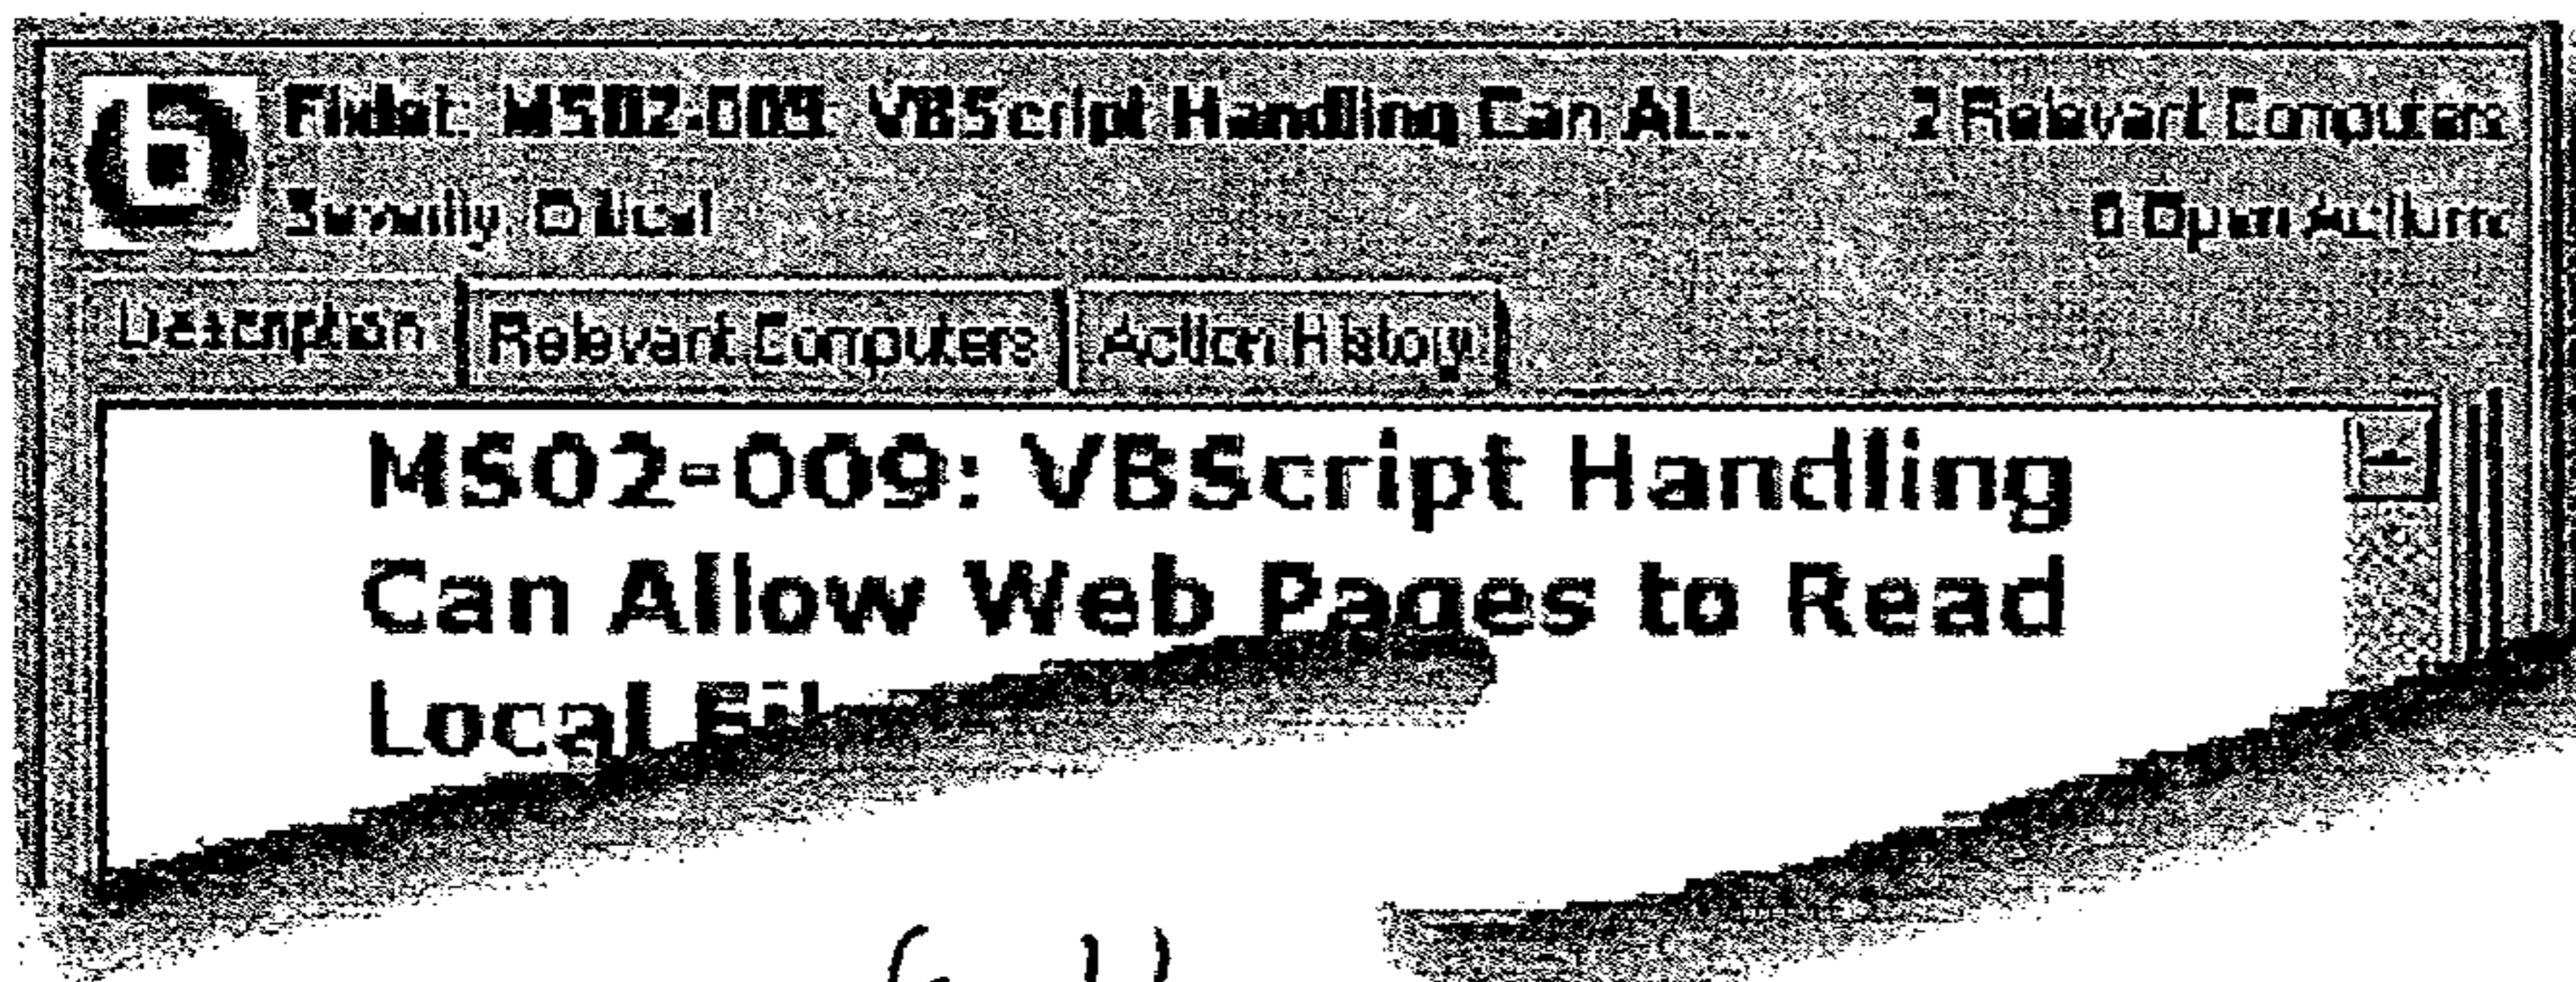 Fixlet: MS02-009: VBScript Handling Can Al... 2 Relevant Computers
Severity: Critical 0 Open Actions
Description Relevant Computers Action History
MS02-009: VBScript Handling
Can Allow Web Pages to Read
Local